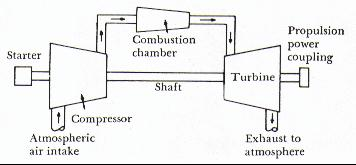 Starter
Combustion
chamber
Propulsion
power
coupling
Turbine
Shaft
Compressor
Atmospheric
air intake
Exhaust to
atmosphere